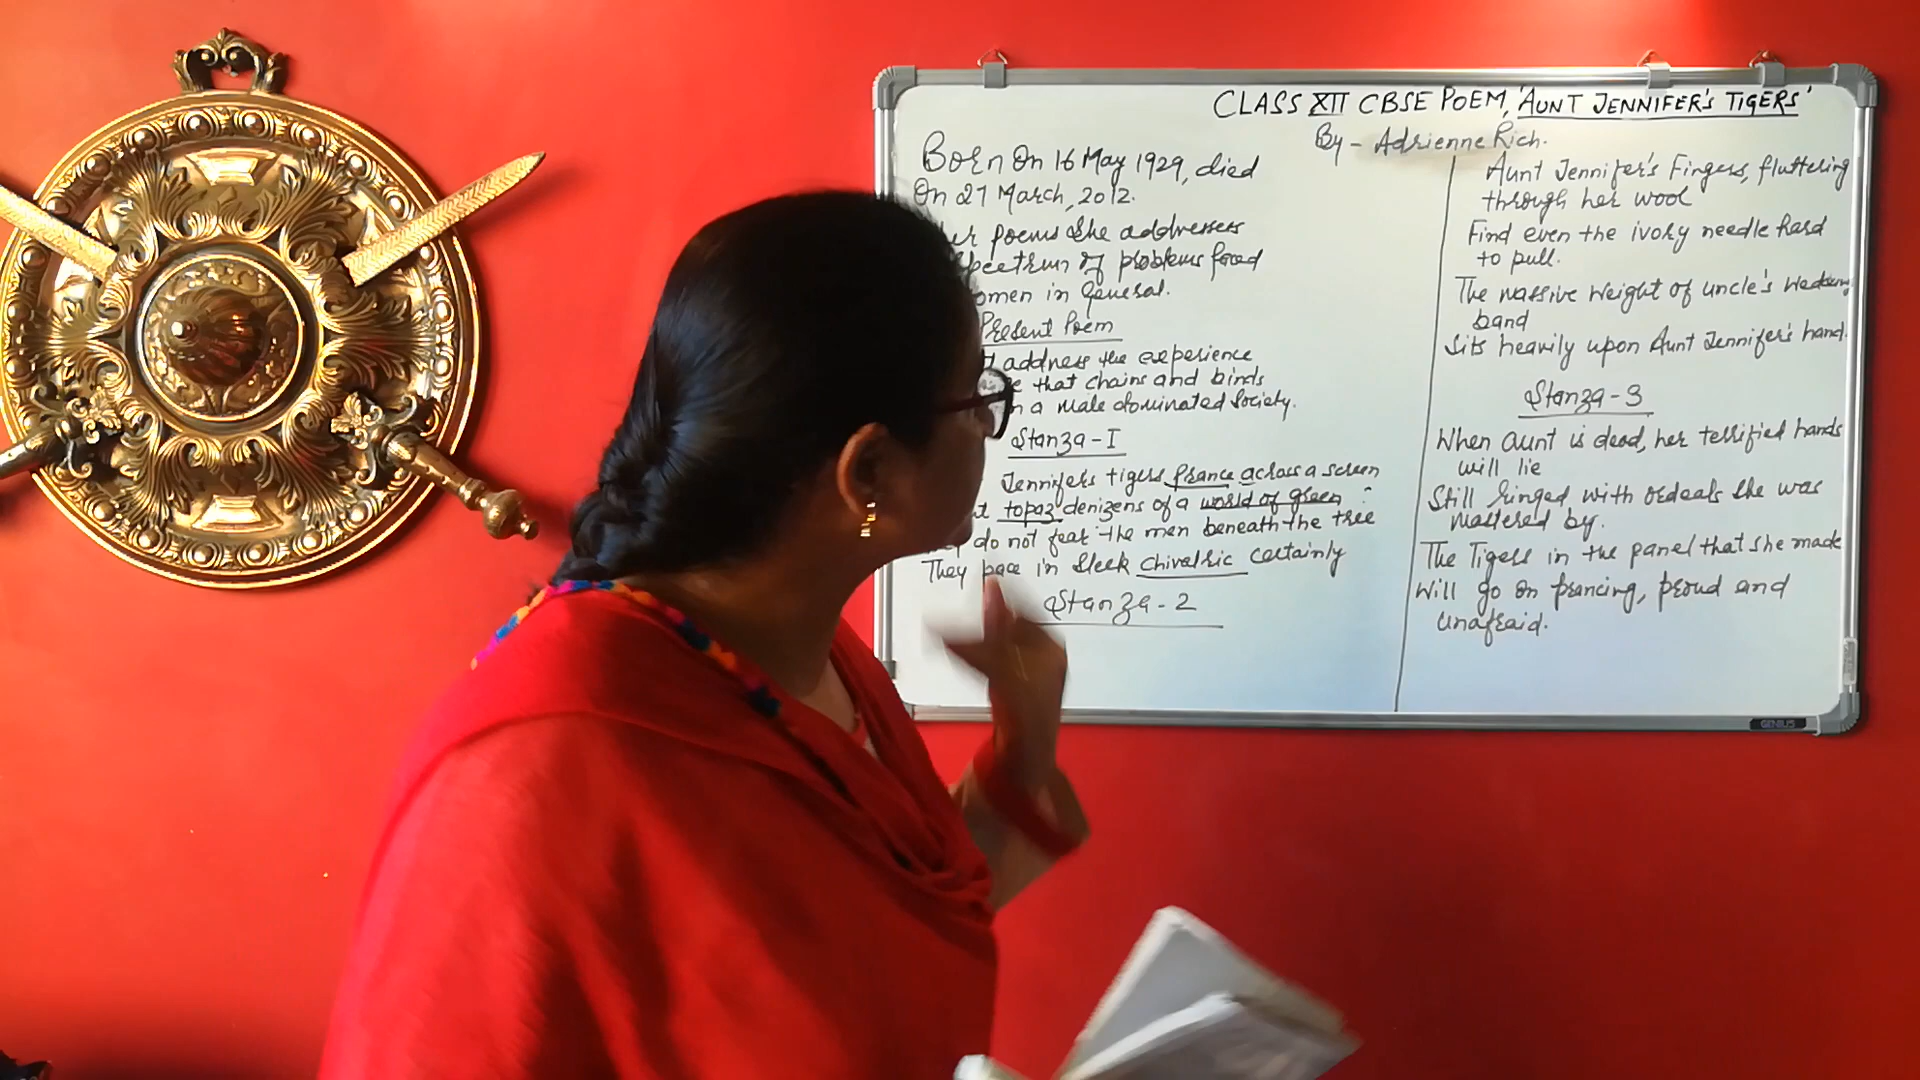 CLASS XII CBSE POEM, 'AUNT JENNIFER'S TIGERS'
By - Adrienne Rich.
Born On 16 May 1929, died
On 27 March, 2012.
poems She addresses
of problems faced
in General.
Present Poem
address the experience
that chains and binds
a male dominated Society.
Stanza-I
Jennifer's tigers prance across a screen
topaz denizens of a world of green
do not fear the men beneath the tree
They pace in Sleek chivalric certainly
Stanza-2
Aunt Jennifer's Fingers, fluttering
through her wool
Find even the ivory needle hard
to pull.
The massive weight of uncle's Wedding
band
Sits heavily upon Aunt Jennifer's hand.
Stanza-3
When aunt is dead, her terrified hands
will lie
Still ringed with ordeals She was
mastered by.
The Tigers in the panel that she made
Will go on prancing, proud and
Unafraid.
GENIUS